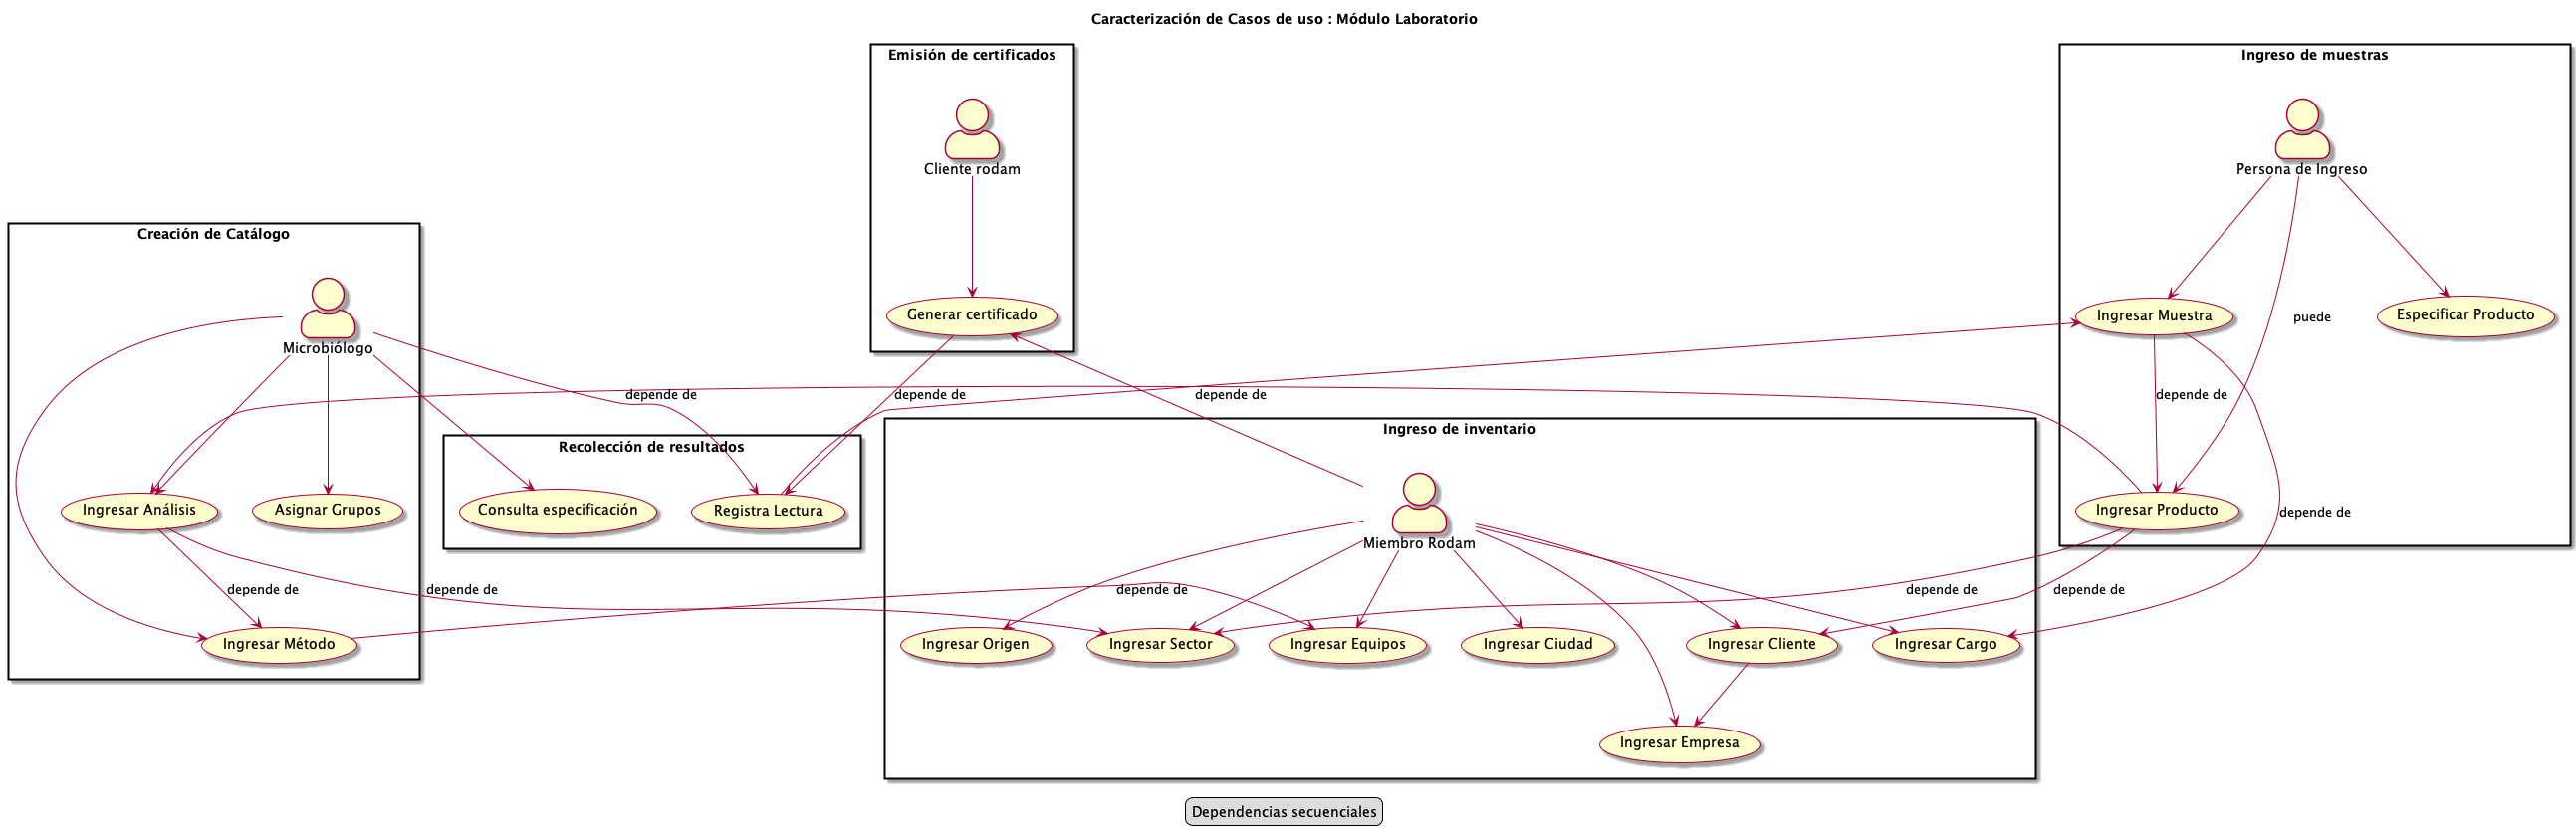 Caracterización de Casos de uso : Módulo Laboratorio
Emisión de certificados
Cliente rodam
Generar certificado
Ingreso de muestras
Persona de Ingreso
Ingresar Muestra
Especificar Producto
puede
depende de
Ingresar Producto
depende de
Creación de Catálogo
Microbiólogo
Ingresar Análisis
Asignar Grupos
depende de
Ingresar Método
depende de
depende de
depende de
Recolección de resultados
Consulta especificación
Registra Lectura
depende de
Ingreso de inventario
Miembro Rodam
depende de
depende de
depende de
Ingresar Origen
Ingresar Sector
Ingresar Equipos
Ingresar Ciudad
Ingresar Cliente
Ingresar Cargo
Ingresar Empresa
Dependencias secuenciales